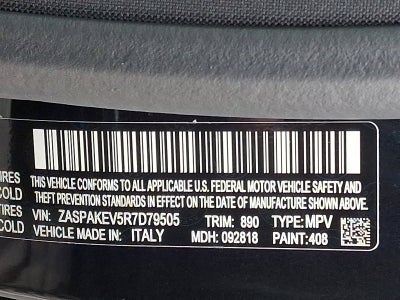 THIS VEHICLE CONFORMS TO ALL APPLICABLE U.S. FEDERAL MOTOR VEHICLE SAFETY AND
THEFT PREVENTION STANDARDS IN EFFECT ON THE DATE OF MANUFACTURE SHOWN ABOVE.
VIN: ZASPAKEV5R7D79505 TRIM: 890 TYPE: MPV
VEHICLE MADE IN: ITALY MDH: 092818 PAINT: 408
IRES
COLD
TIRES
COLD